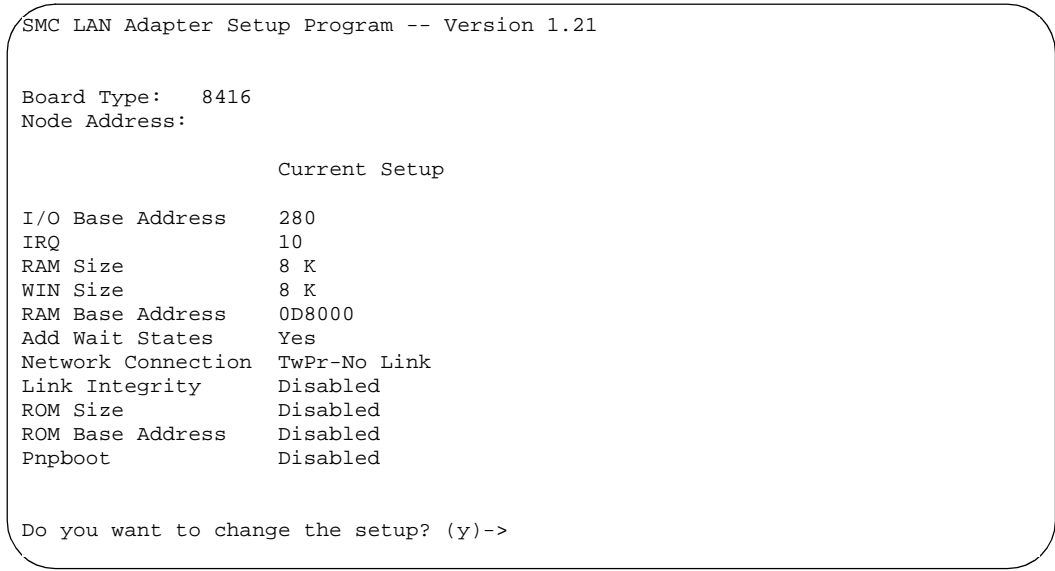 SMC LAN Adapter Setup Program -- Version 1.21
Board Type: 8416
Node Address:
Current Setup
I/O Base Address 280
IRQ 10
RAM Size 8 K
WIN Size 8 K
RAM Base Address 0D8000
Add Wait States Yes
Network Connection TwPr-No Link
Link Integrity Disabled
ROM Size Disabled
ROM Base Address Disabled
Pnpboot Disabled
Do you want to change the setup? (y)->